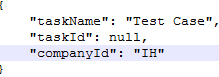 {
"taskName": "Test Case",
"taskId": null,
"companyId": "IH"
}